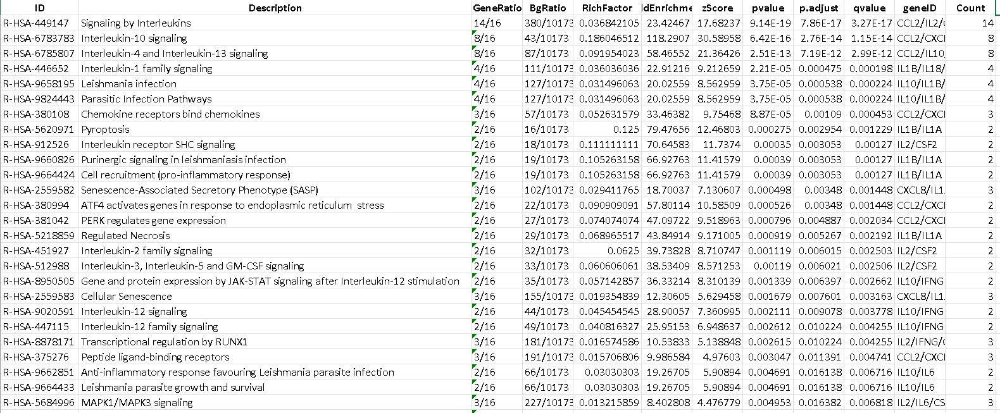 ID Description GeneRatio BgRatio RichFactor ldEnrichme zScore pvalue p.adjust qvalue geneID Count
R-HSA-449147 Signaling by Interleukins 14/16 380/10173 0.036842105 23.42467 17.68237 9.14E-19 7.86E-17 3.27E-17 CCL2/IL2/ 14
R-HSA-6783783 Interleukin-10 signaling 8/16 43/10173 0.186046512 118.2907 30.58958 6.42E-16 2.76E-14 1.15E-14 CCL2/CXCl 8
R-HSA-6785807 Interleukin-4 and Interleukin-13 signaling 8/16 87/10173 0.091954023 58.46552 21.36426 2.51E-13 7.19E-12 2.99E-12 CCL2/IL10, 8
R-HSA-446652 Interleukin-1 family signaling 4/16 111/10173 0.036036036 22.91216 9.212659 2.21E-05 0.000475 0.000198 IL1B/IL18/ 4
R-HSA-9658195 Leishmania infection 4/16 127/10173 0.031496063 20.02559 8.562959 3.75E-05 0.000538 0.000224 IL10/IL1B/ 4
R-HSA-9824443 Parasitic Infection Pathways 4/16 127/10173 0.031496063 20.02559 8.562959 3.75E-05 0.000538 0.000224 IL10/IL1B/ 4
R-HSA-380108 Chemokine receptors bind chemokines 3/16 57/10173 0.052631579 33.46382 9.75468 8.87E-05 0.00109 0.000453 CCL2/CXCl 3
R-HSA-5620971 Pyroptosis 2/16 16/10173 0.125 79.47656 12.46803 0.000275 0.002954 0.001229 IL1B/IL1A 2
R-HSA-912526 Interleukin receptor SHC signaling 2/16 18/10173 0.111111111 70.64583 11.7374 0.00035 0.003053 0.00127 IL2/CSF2 2
R-HSA-9660826 Purinergic signaling in leishmaniasis infection 2/16 19/10173 0.105263158 66.92763 11.41579 0.00039 0.003053 0.00127 IL1B/IL1A 2
R-HSA-9664424 Cell recruitment (pro-inflammatory response) 2/16 19/10173 0.105263158 66.92763 11.41579 0.00039 0.003053 0.00127 IL1B/IL1A 2
R-HSA-2559582 Senescence-Associated Secretory Phenotype (SASP) 3/16 102/10173 0.029411765 18.70037 7.130607 0.000498 0.00348 0.001448 CXCL8/IL1. 3
R-HSA-380994 ATF4 activates genes in response to endoplasmic reticulum  stress 2/16 22/10173 0.090909091 57.80114 10.58509 0.000526 0.00348 0.001448 CCL2/CXCl 2
R-HSA-381042 PERK regulates gene expression 2/16 27/10173 0.074074074 47.09722 9.518963 0.000796 0.004887 0.002034 CCL2/CXCl 2
R-HSA-5218859 Regulated Necrosis 2/16 29/10173 0.068965517 43.84914 9.171005 0.000919 0.005267 0.002192 IL1B/IL1A 2
R-HSA-451927 Interleukin-2 family signaling 2/16 32/10173 0.0625 39.73828 8.710747 0.001119 0.006015 0.002503 IL2/CSF2 2
R-HSA-512988 Interleukin-3, Interleukin-5 and GM-CSF signaling 2/16 33/10173 0.060606061 38.53409 8.571253 0.00119 0.006021 0.002506 IL2/CSF2 2
R-HSA-8950505 Gene and protein expression by JAK-STAT signaling after Interleukin-12 stimulation 2/16 35/10173 0.057142857 36.33214 8.310139 0.001339 0.006397 0.002662 IL10/IFNG 2
R-HSA-2559583 Cellular Senescence 3/16 155/10173 0.019354839 12.30605 5.629458 0.001679 0.007601 0.003163 CXCL8/IL1. 3
R-HSA-9020591 Interleukin-12 signaling 2/16 44/10173 0.045454545 28.90057 7.360995 0.002111 0.009078 0.003778 IL10/IFNG 2
R-HSA-447115 Interleukin-12 family signaling 2/16 49/10173 0.040816327 25.95153 6.948637 0.002612 0.010224 0.004255 IL10/IFNG 2
R-HSA-8878171 Transcriptional regulation by RUNX1 3/16 181/10173 0.016574586 10.53833 5.138848 0.002615 0.010224 0.004255 IL2/IFNG/ 3
R-HSA-375276 Peptide ligand-binding receptors 3/16 191/10173 0.015706806 9.986584 4.97603 0.003047 0.011391 0.004741 CCL2/CXCl 3
R-HSA-9662851 Anti-inflammatory response favouring Leishmania parasite infection 2/16 66/10173 0.03030303 19.26705 5.90894 0.004691 0.016138 0.006716 IL10/IL6 2
R-HSA-9664433 Leishmania parasite growth and survival 2/16 66/10173 0.03030303 19.26705 5.90894 0.004691 0.016138 0.006716 IL10/IL6 2
R-HSA-5684996 MAPK1/MAPK3 signaling 3/16 227/10173 0.013215859 8.402808 4.476779 0.004953 0.016382 0.006818 IL2/IL6/CS 3